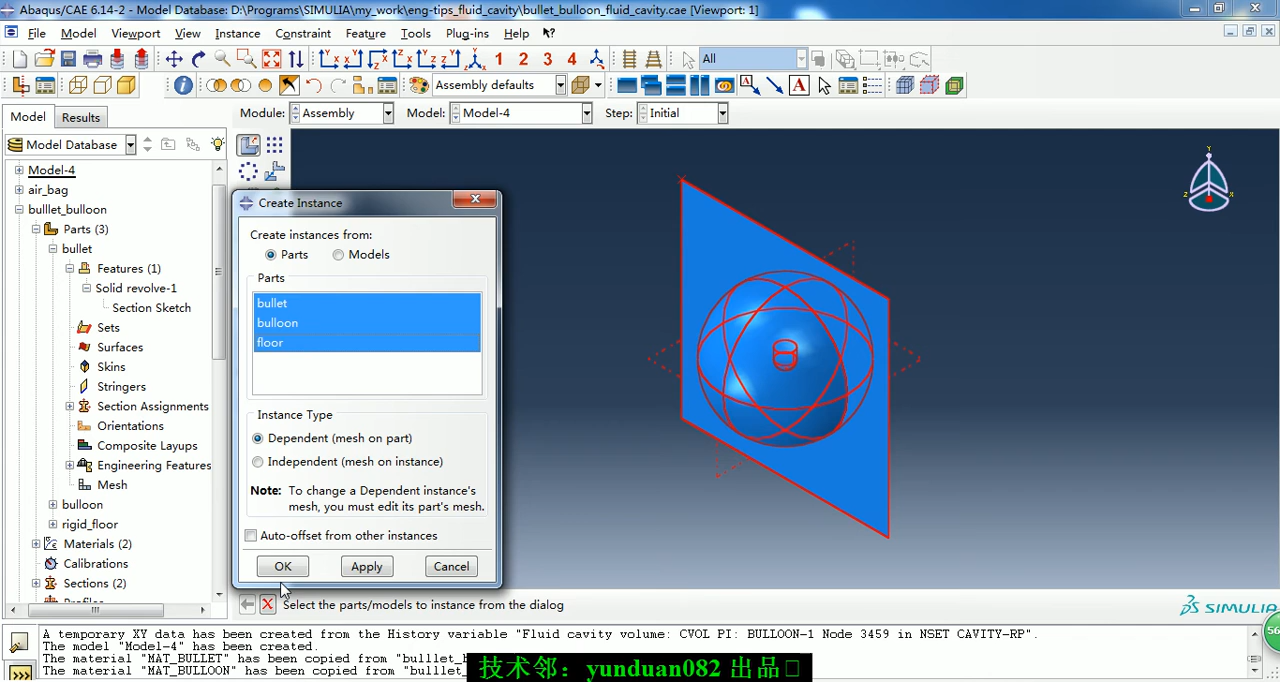 Abaqus/CAE 6.14-2 - Model Database: D:\Programs\SIMULIA\my_work\eng-tips_fluid_cavity\bullet_bulloon_fluid_cavity.cae [Viewport: 1]
File Model Viewport View Instance Constraint Feature Tools Plug-ins Help
1 2 3 4 All
Assembly defaults A A
Model Results Module: Assembly Model: Model-4 Step: Initial
Model Database
Model-4
air_bag
bulllet_bulloon
Parts (3)
bullet
Features (1)
Solid revolve-1
Section Sketch
Sets
Surfaces
Skins
Stringers
Section Assignments
Orientations
Composite Layups
Engineering Features
Mesh
bulloon
rigid_floor
Materials (2)
Calibrations
Sections (2)
Create Instance
Create instances from:
Parts Models
Parts
bullet
bulloon
floor
Instance Type
Dependent (mesh on part)
Independent (mesh on instance)
Note: To change a Dependent instance's
mesh, you must edit its part's mesh.
Auto-offset from other instances
OK Apply Cancel
Y
Z X
Select the parts/models to instance from the dialog
SIMULIA
A temporary XY data has been created from the History variable "Fluid cavity volume: CVOL PI: BULLOON-1 Node 3459 in NSET CAVITY-RP".
The model "Model-4" has been created.
The material "MAT_BULLET" has been copied from "bulllet_b
The material "MAT_BULLOON" has been copied from "bulllet_
56
技术邻：yunduan082 出品